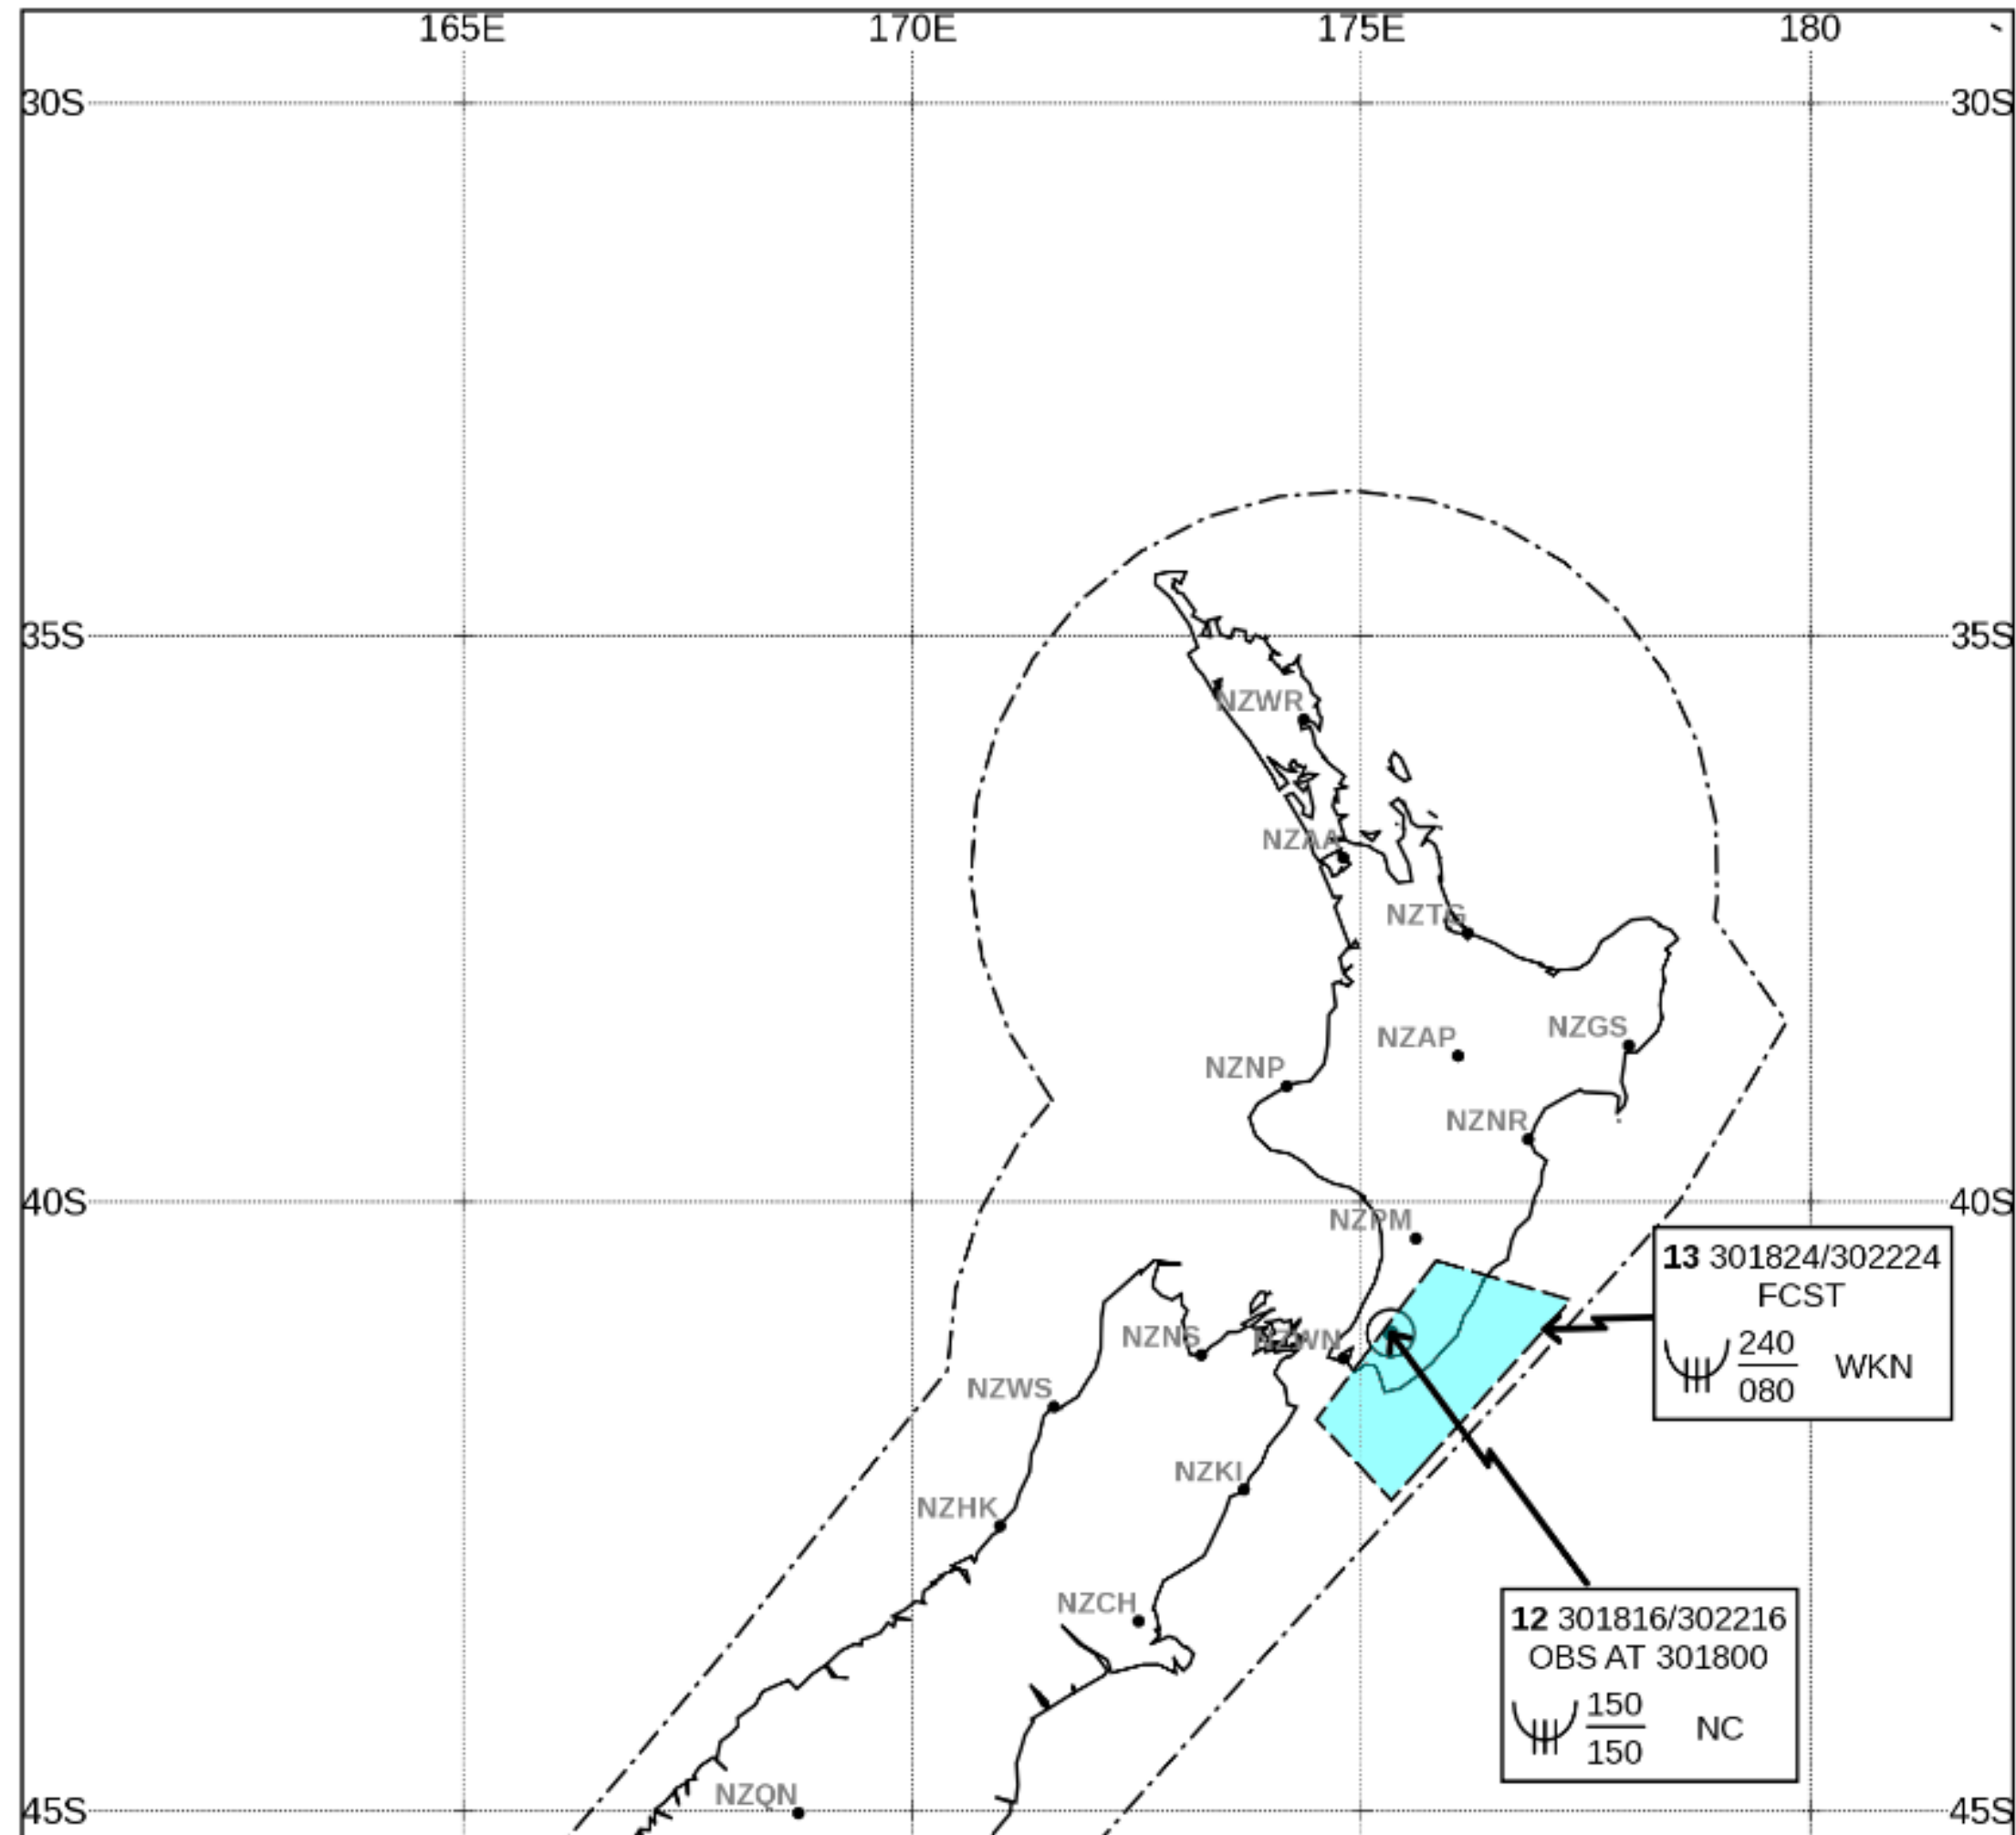 165E 170E 175E 180
30S 30S
35S 35S
NZWR
NZAA
NZTG
NZGS
NZAP
NZNP
NZNR
40S 40S
NZPM
13 301824/302224
FCST
240
080
WKN
NZNS
NZWN
NZWS
NZKI
NZHK
NZCH
12 301816/302216
OBS AT 301800
150
150
NC
NZQN
45S 45S